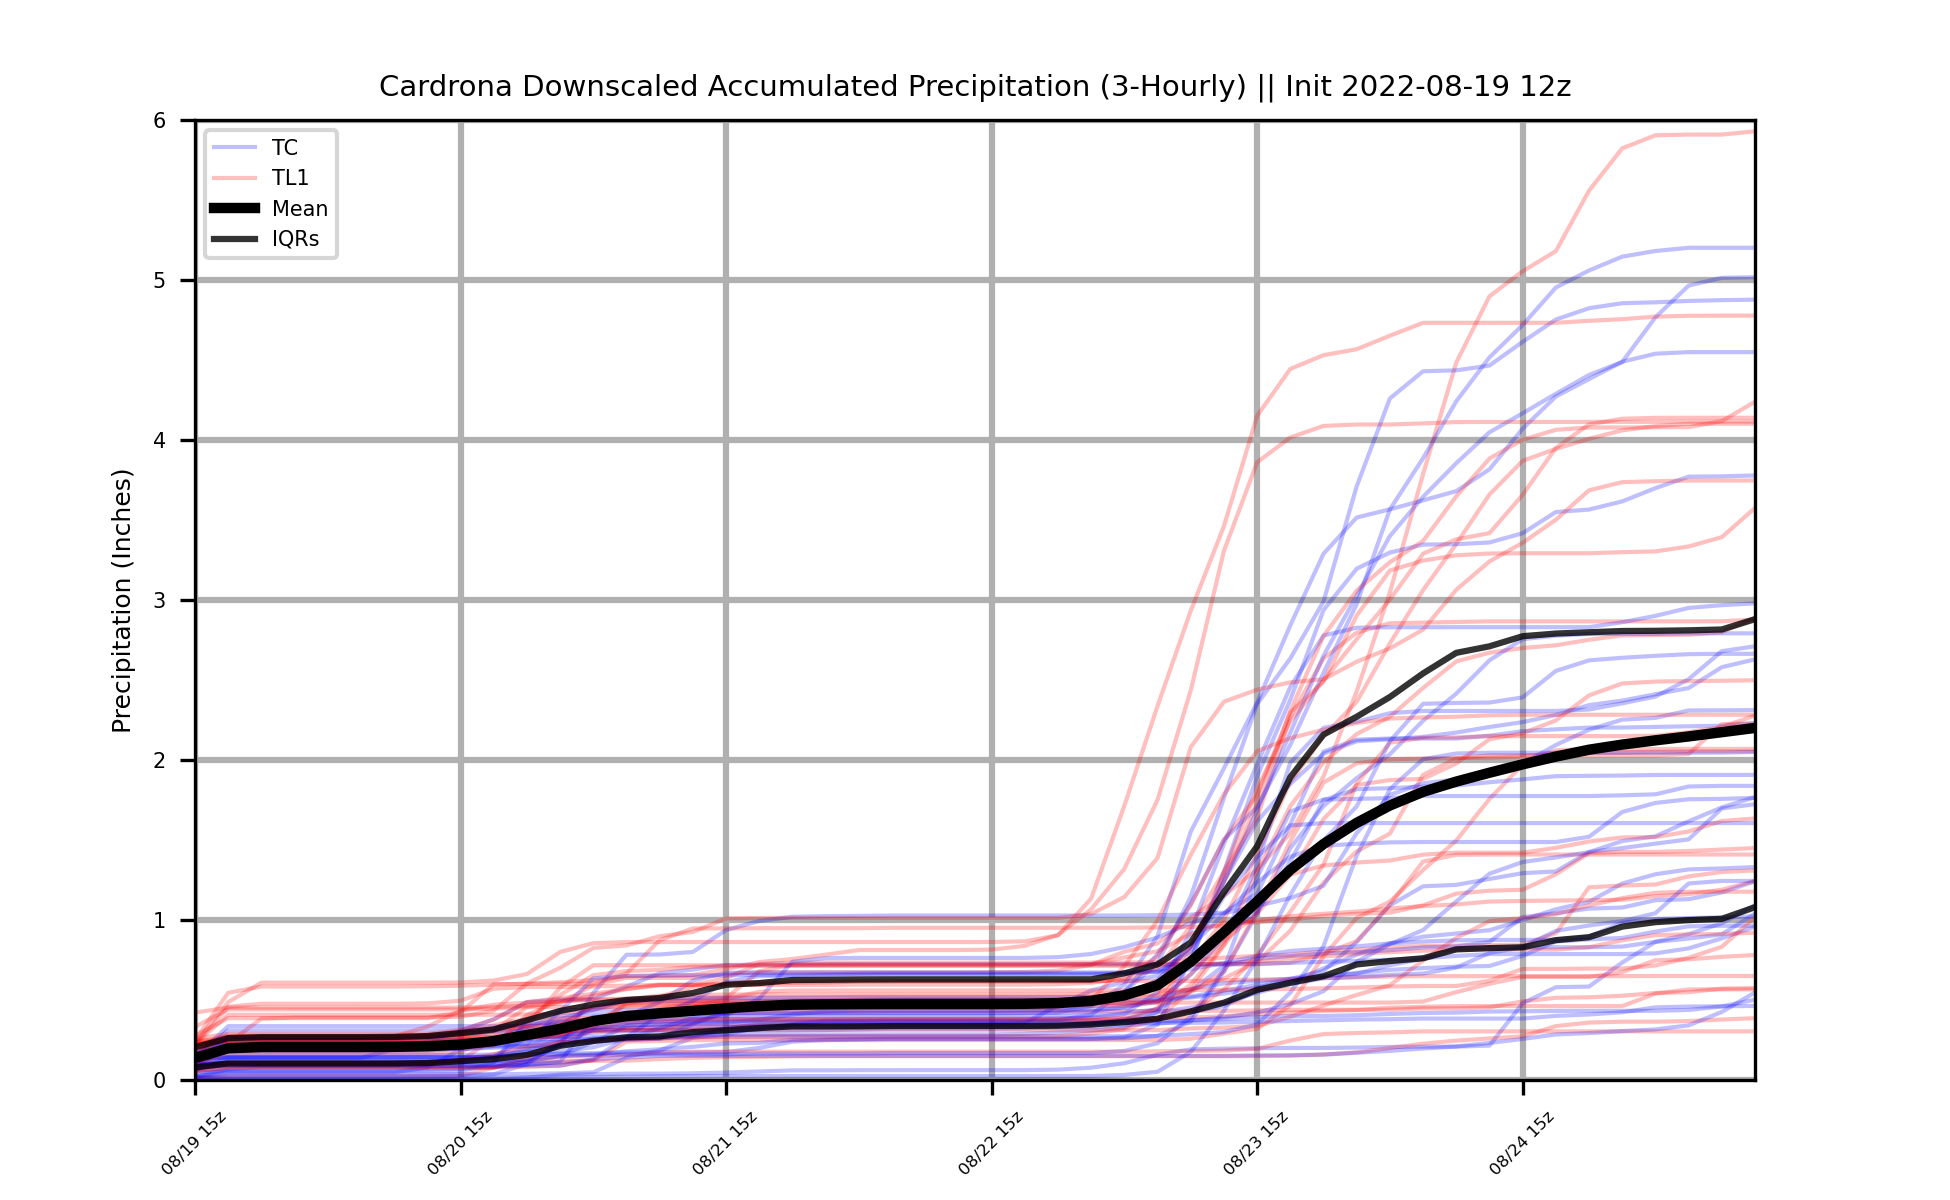 Cardrona Downscaled Accumulated Precipitation (3-Hourly) || Init 2022-08-19 12z
TC
TL1
Mean
IQRs
Precipitation (Inches)
6
5
4
3
2
1
0
08/19 15z
08/20 15z
08/21 15z
08/22 15z
08/23 15z
08/24 15z